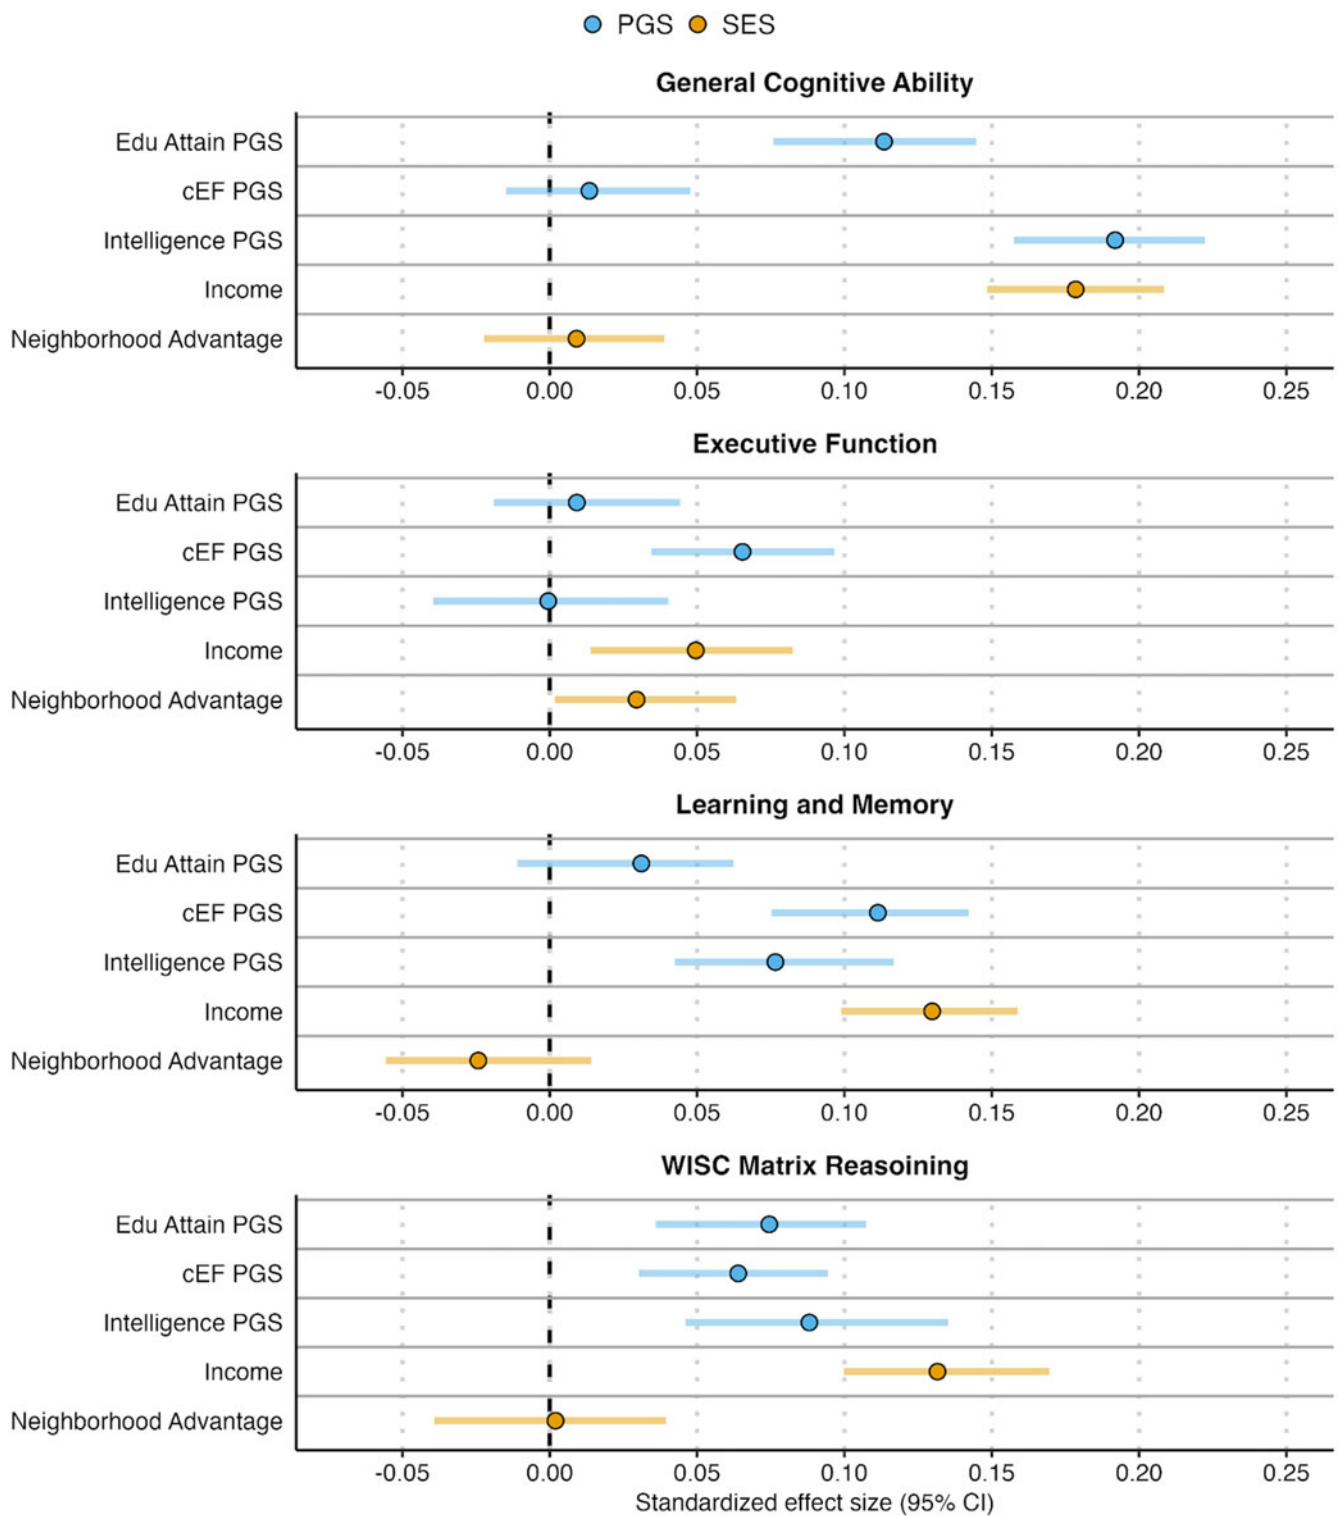 PGS SES
General Cognitive Ability
Edu Attain PGS
cEF PGS
Intelligence PGS
Income
Neighborhood Advantage
-0.05 0.00 0.05 0.10 0.15 0.20 0.25
Executive Function
Edu Attain PGS
cEF PGS
Intelligence PGS
Income
Neighborhood Advantage
-0.05 0.00 0.05 0.10 0.15 0.20 0.25
Learning and Memory
Edu Attain PGS
cEF PGS
Intelligence PGS
Income
Neighborhood Advantage
-0.05 0.00 0.05 0.10 0.15 0.20 0.25
WISC Matrix Reasoining
Edu Attain PGS
cEF PGS
Intelligence PGS
Income
Neighborhood Advantage
-0.05 0.00 0.05 0.10 0.15 0.20 0.25
Standardized effect size (95% CI)